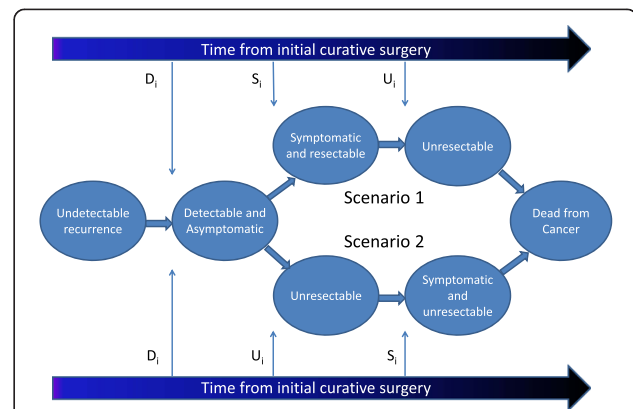 Time from initial curative surgery
Dᵢ Sᵢ Uᵢ
Symptomatic
and resectable
Unresectable
Scenario 1
Undetectable
recurrence
Detectable and
Asymptomatic
Dead from
Cancer
Scenario 2
Unresectable
Symptomatic
and
unresectable
Dᵢ Uᵢ Sᵢ
Time from initial curative surgery